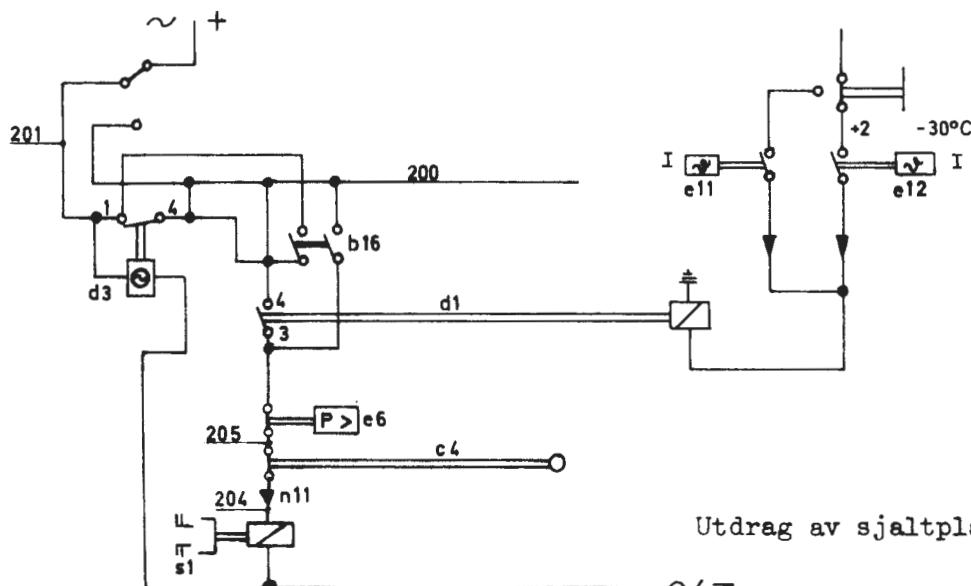 ~ +
201
+2 -30°C
I I
e11 e12
200
1 4
b16
d3
4
d1
3
P > e6
205
c4
n11
204
s1
Utdrag av sjaltpla